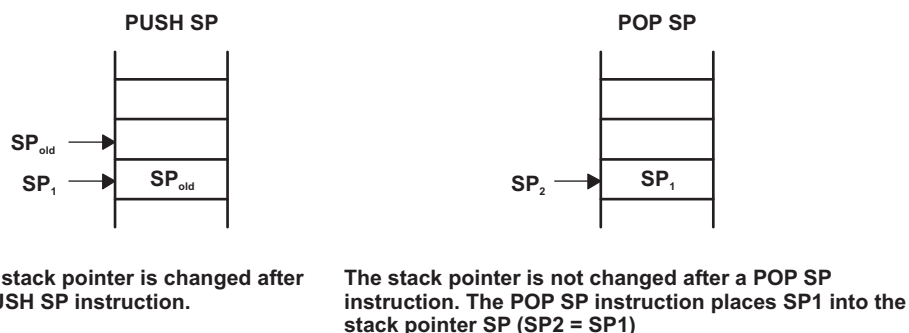 PUSH SP
POP SP
SPold
SP1
SPold
SP2
SP1
stack pointer is changed after
USH SP instruction.
The stack pointer is not changed after a POP SP
instruction. The POP SP instruction places SP1 into the
stack pointer SP (SP2 = SP1)